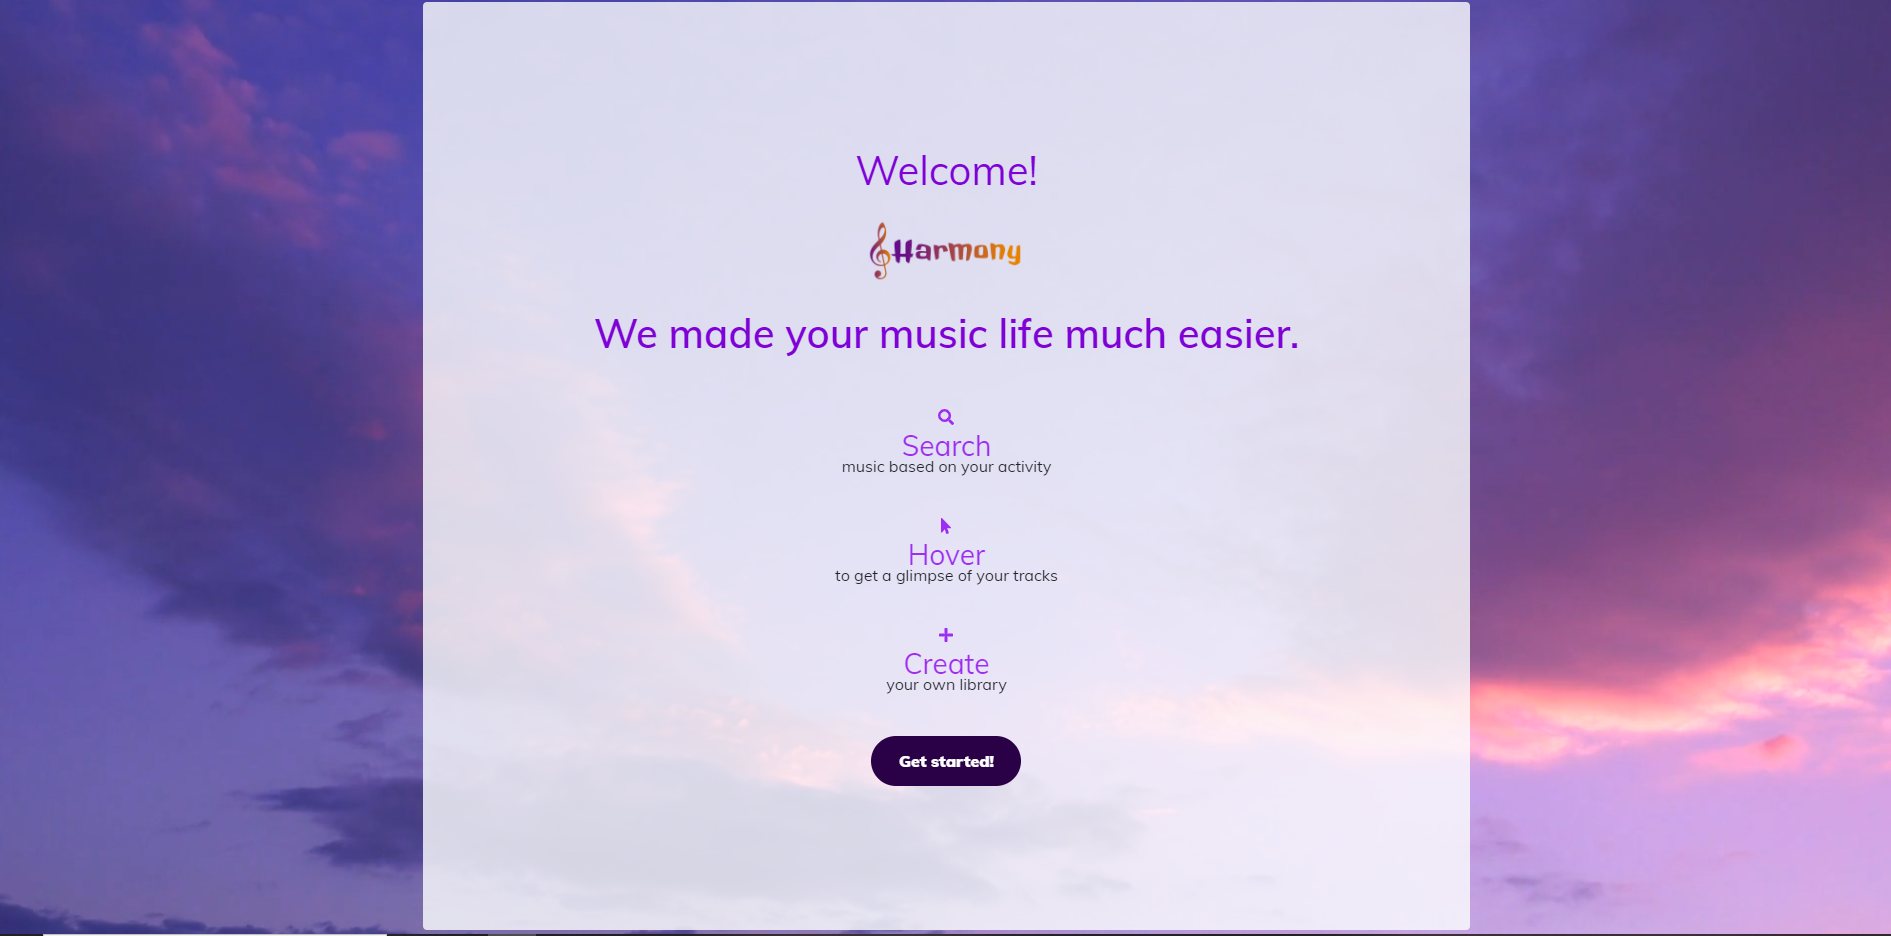 Welcome!
Harmony
We made your music life much easier.
Search
music based on your activity
Hover
to get a glimpse of your tracks
Create
your own library
Get started!